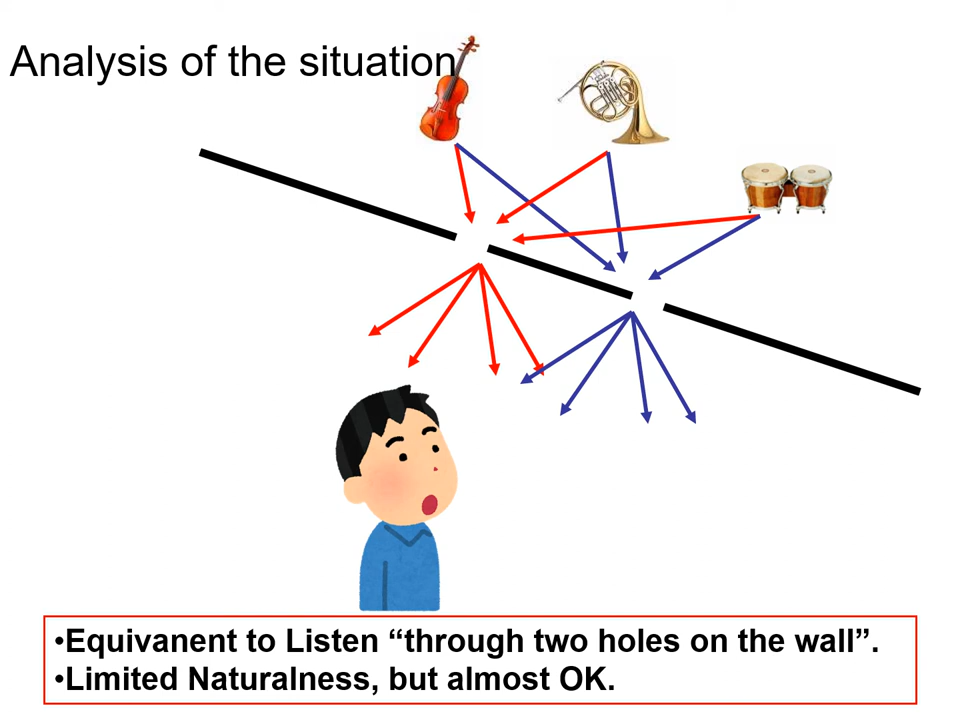 Analysis of the situation
•Equivanent to Listen “through two holes on the wall”.
•Limited Naturalness, but almost OK.